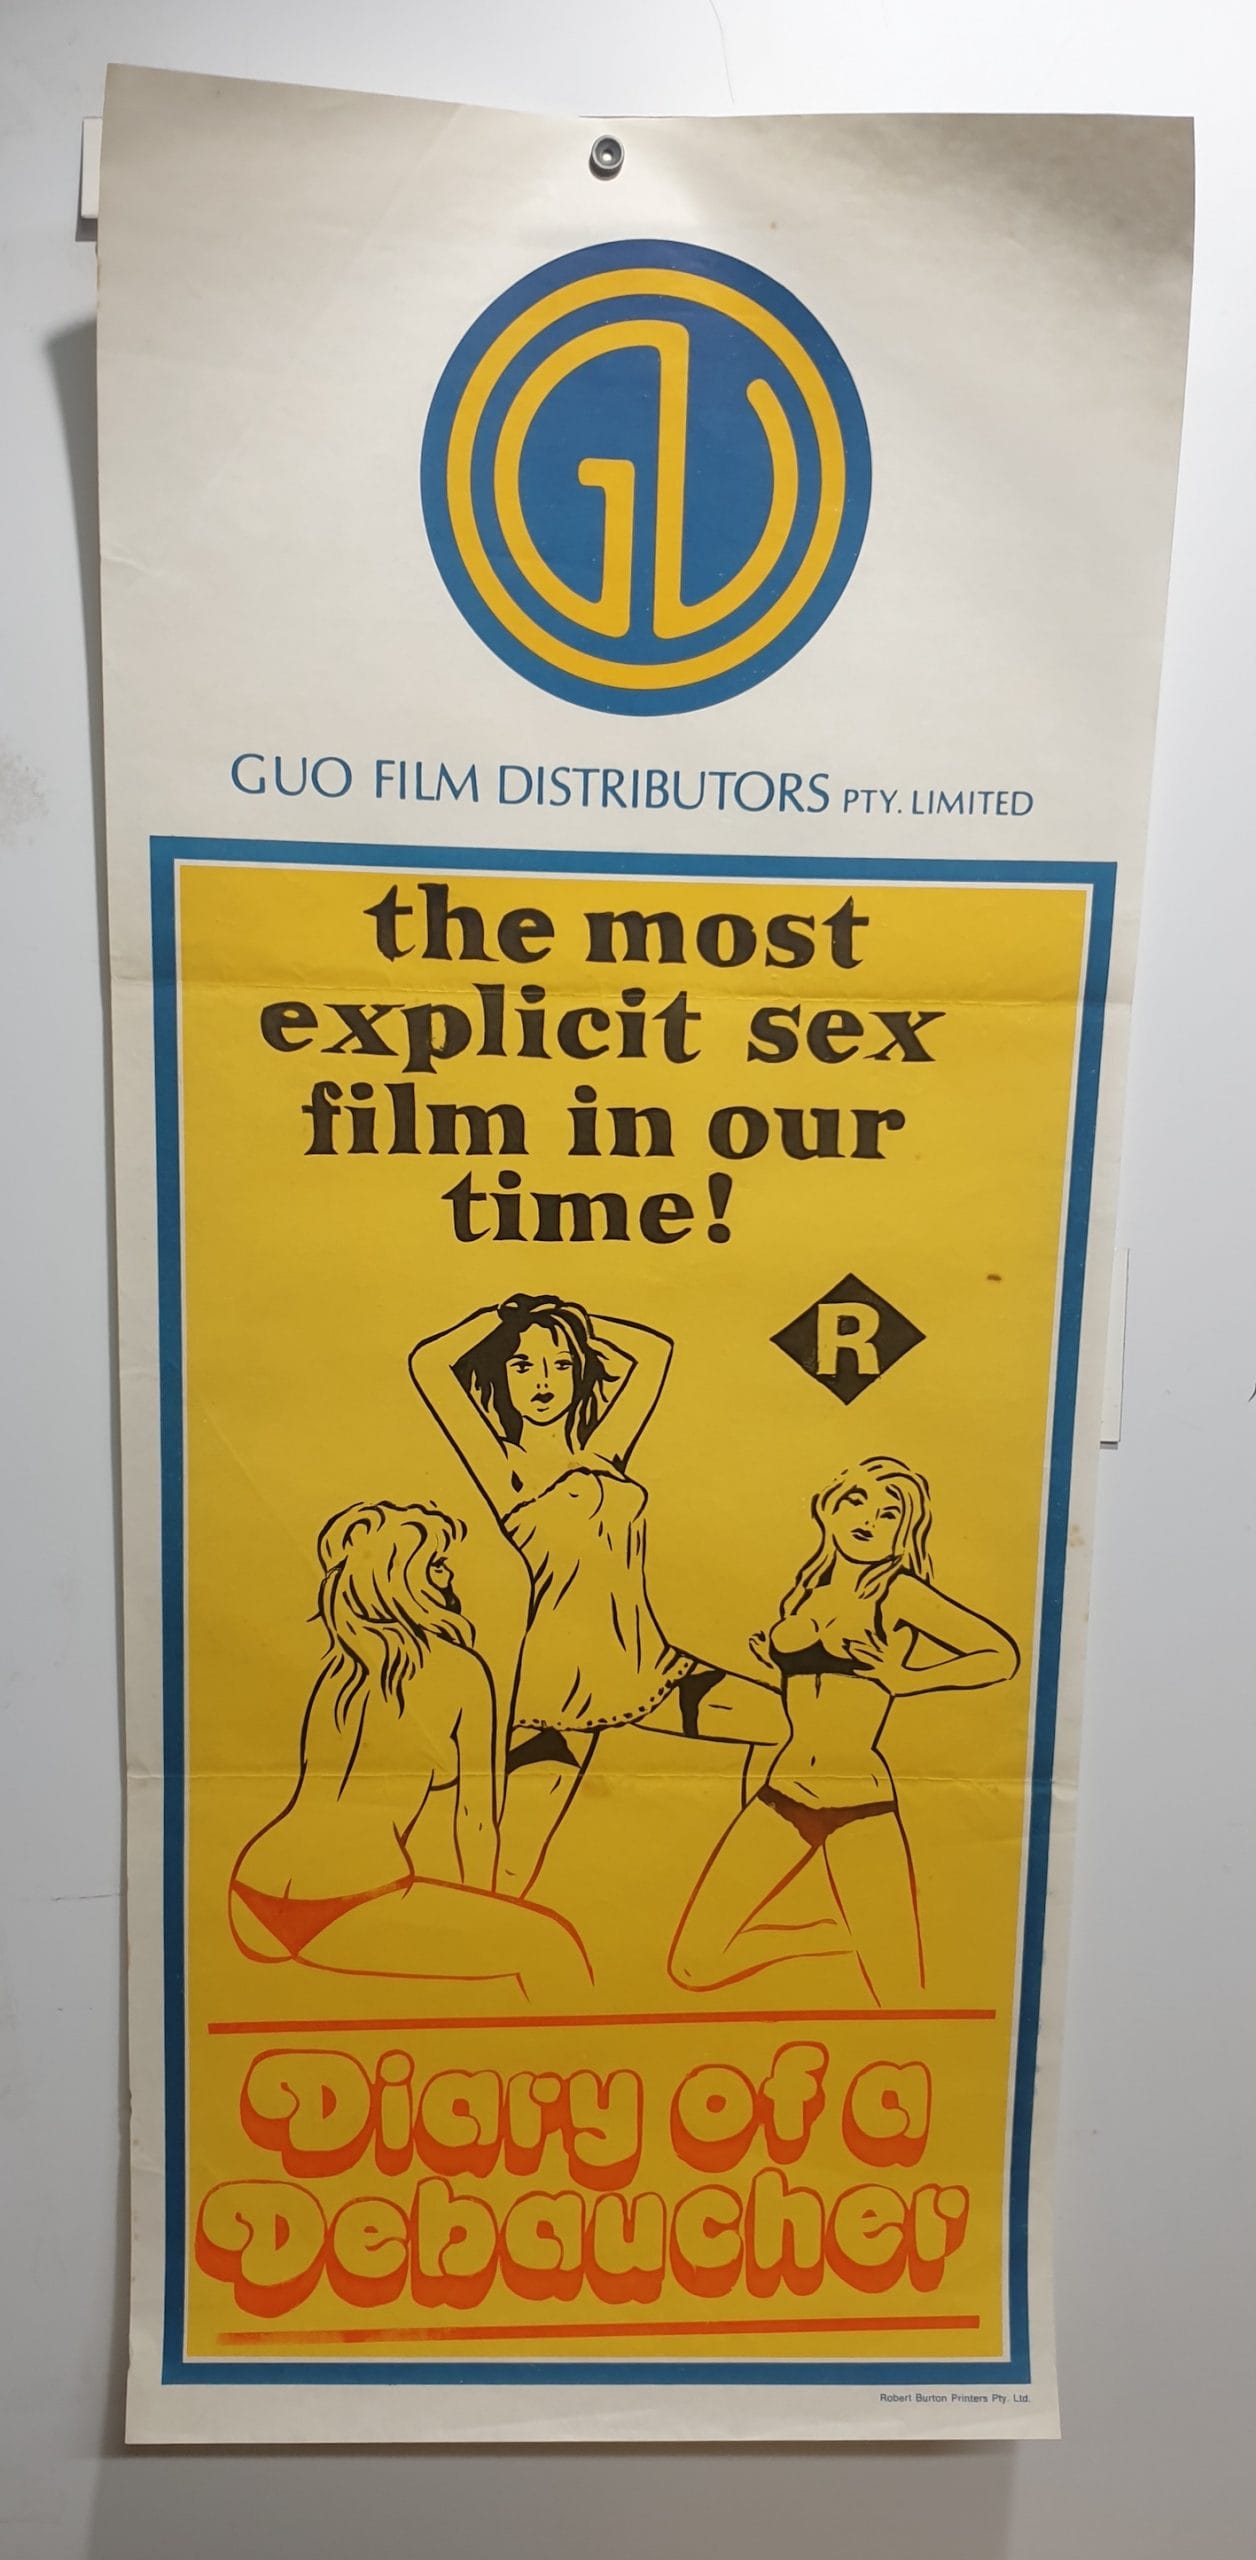 GU
GUO FILM DISTRIBUTORS PTY. LIMITED
the most
explicit sex
film in our
time!
R
Diary of a
Debaucher
Robert Burton Printers Pty. Ltd.